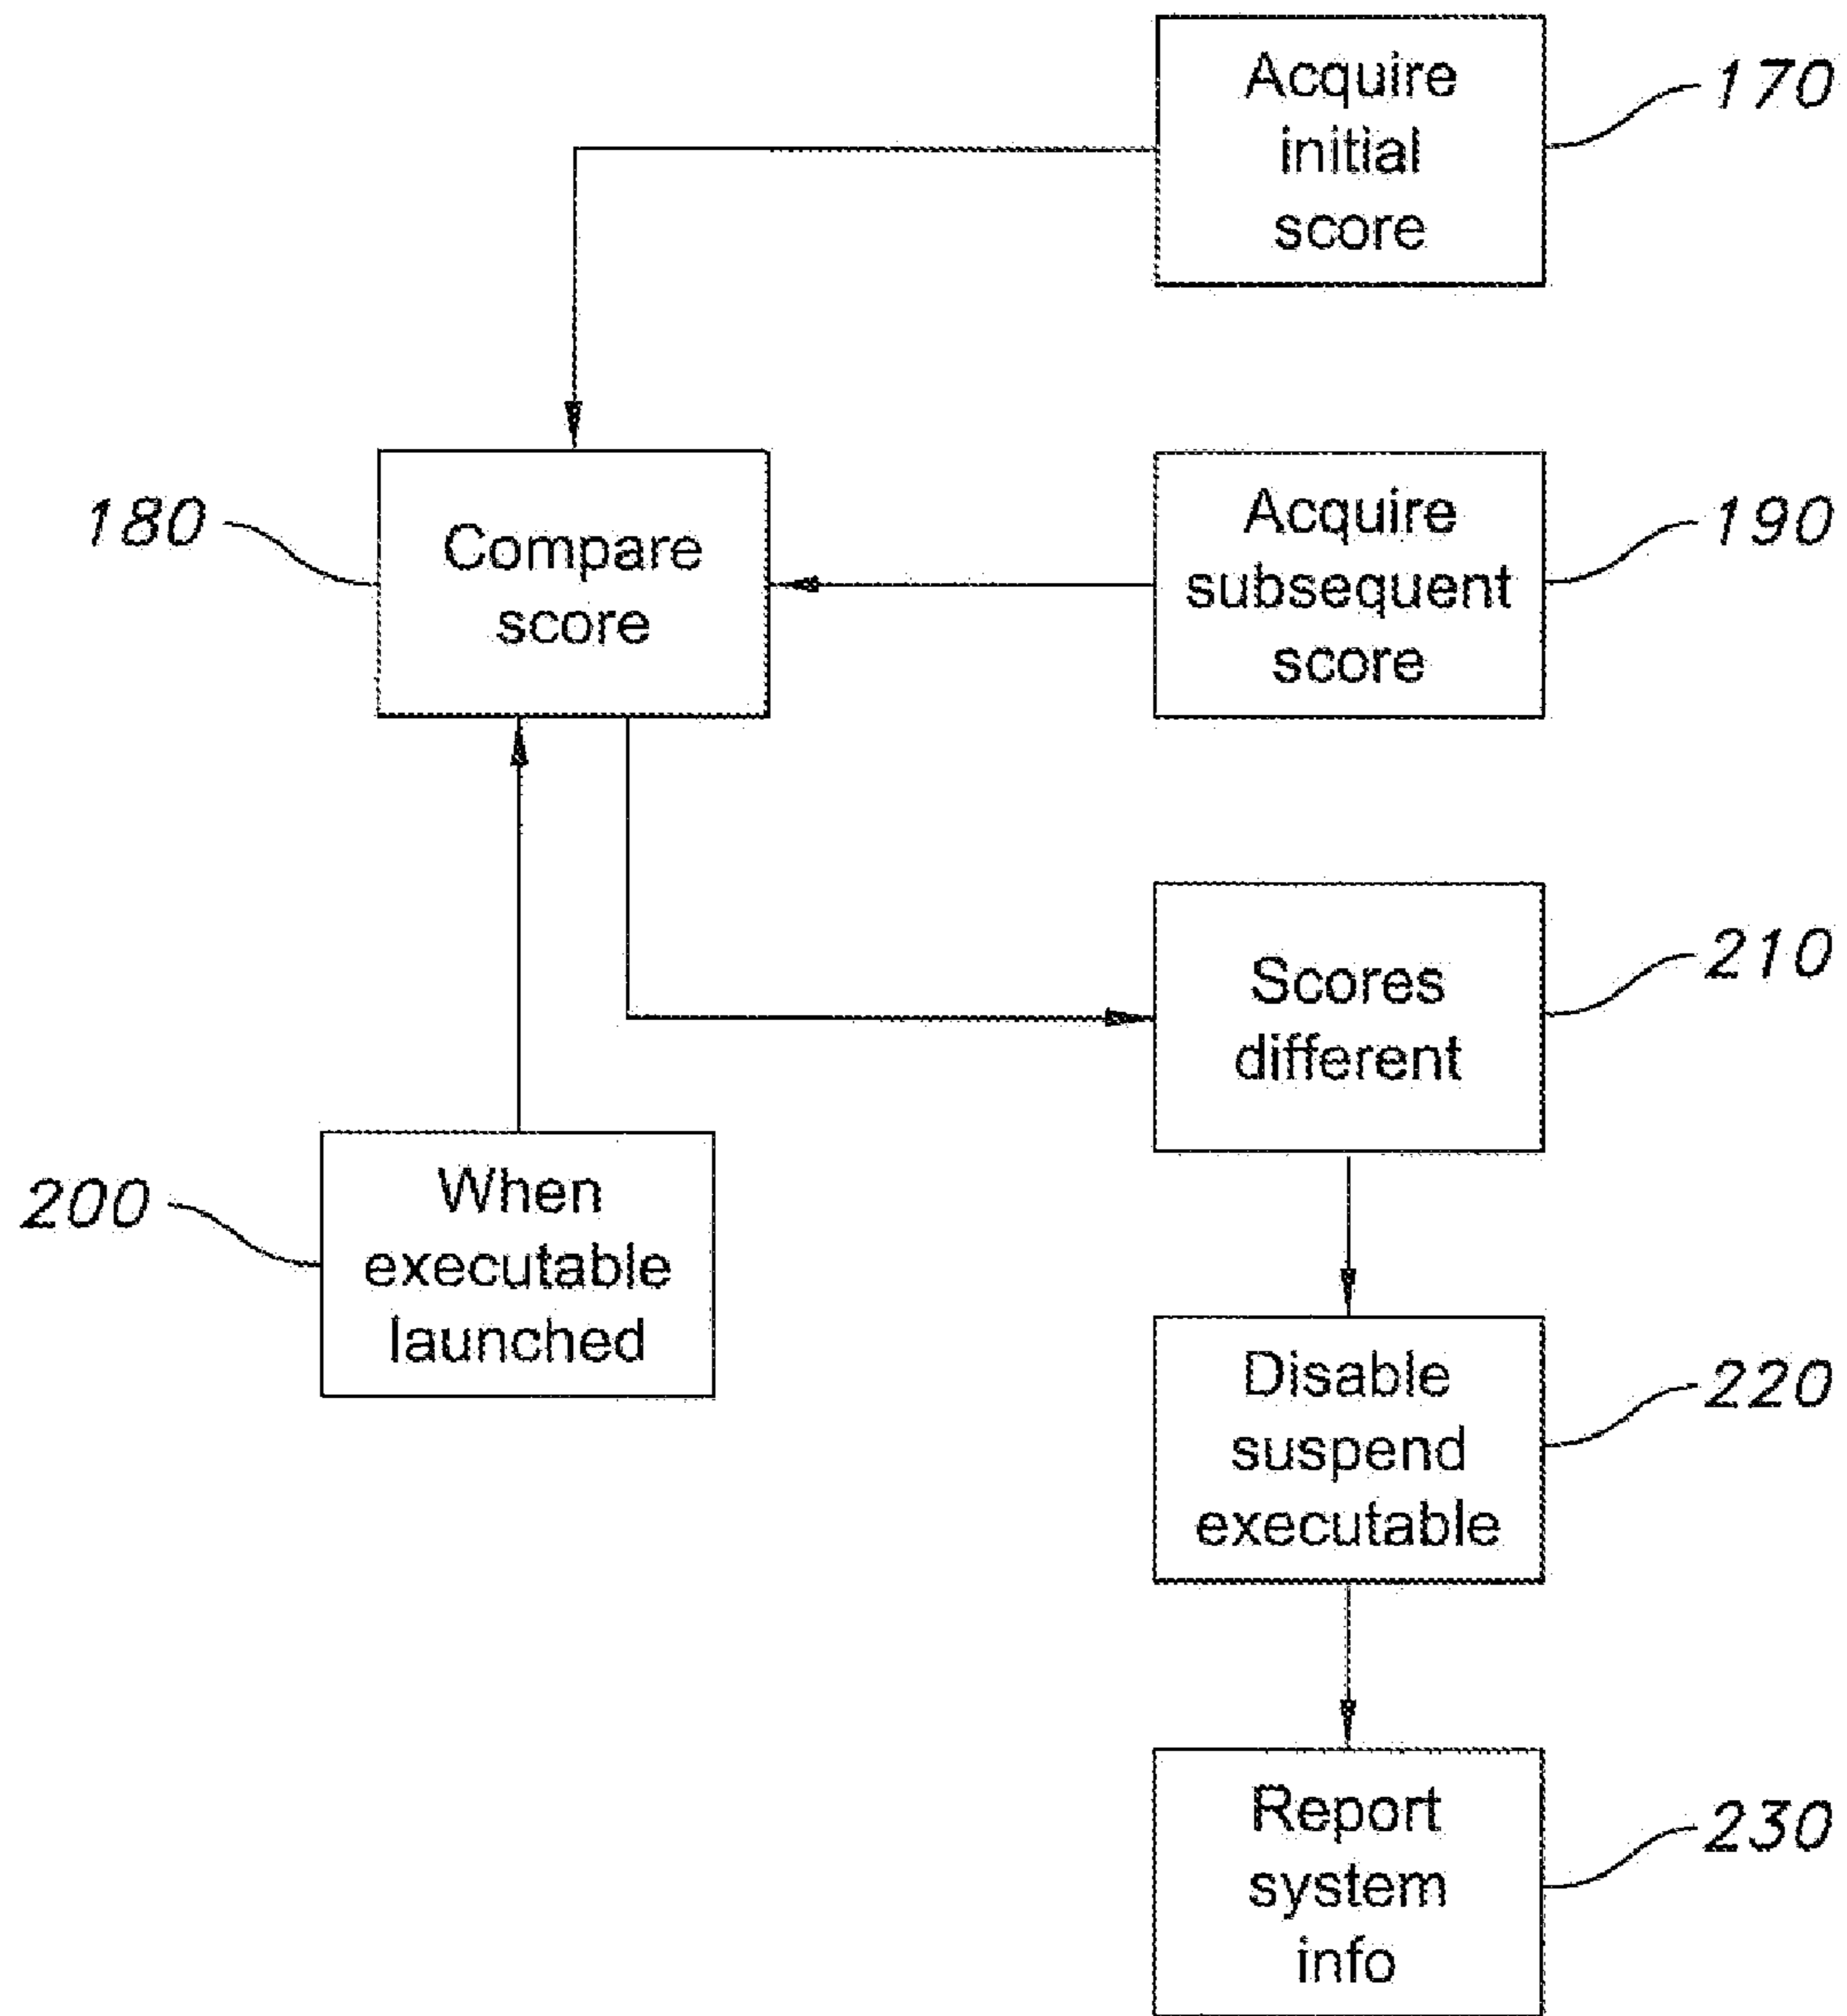 Acquire
initial
score
170
180
Compare
score
Acquire
subsequent
score
190
Scores
different
210
200
When
executable
launched
Disable
suspend
executable
220
Report
system
info
230